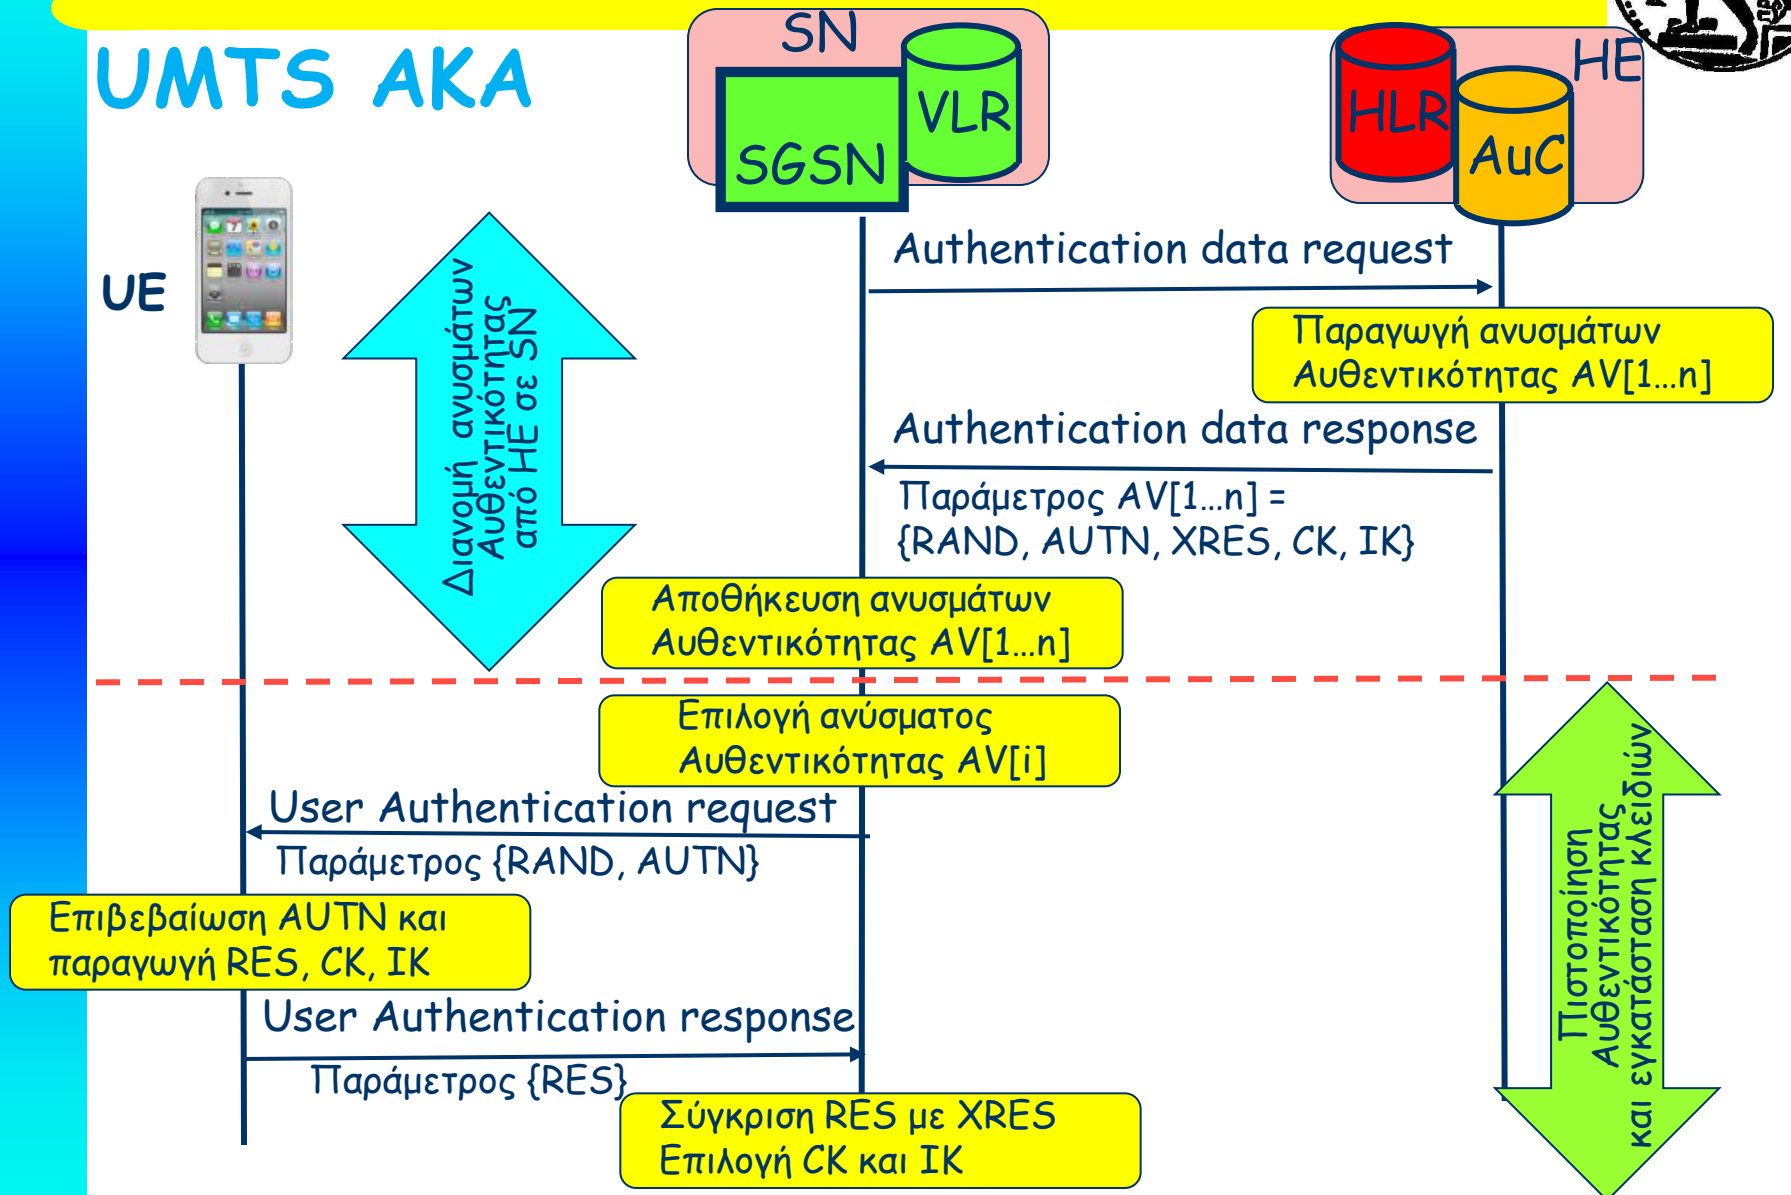 UMTS AKA
SN
VLR
SGSN
HE
HLR
AuC
UE
Διανομή ανυσμάτων
Αυθεντικότητας
από HE σε SN
Authentication data request
Παραγωγή ανυσμάτων
Αυθεντικότητας AV[1…n]
Authentication data response
Παράμετρος AV[1…n] =
{RAND, AUTN, XRES, CK, IK}
Αποθήκευση ανυσμάτων
Αυθεντικότητας AV[1…n]
Επιλογή ανύσματος
Αυθεντικότητας AV[i]
User Authentication request
Παράμετρος {RAND, AUTN}
Επιβεβαίωση AUTN και
παραγωγή RES, CK, IK
User Authentication response
Παράμετρος {RES}
Σύγκριση RES με XRES
Επιλογή CK και IK
Πιστοποίηση
Αυθεντικότητας
και εγκατάσταση κλειδιών